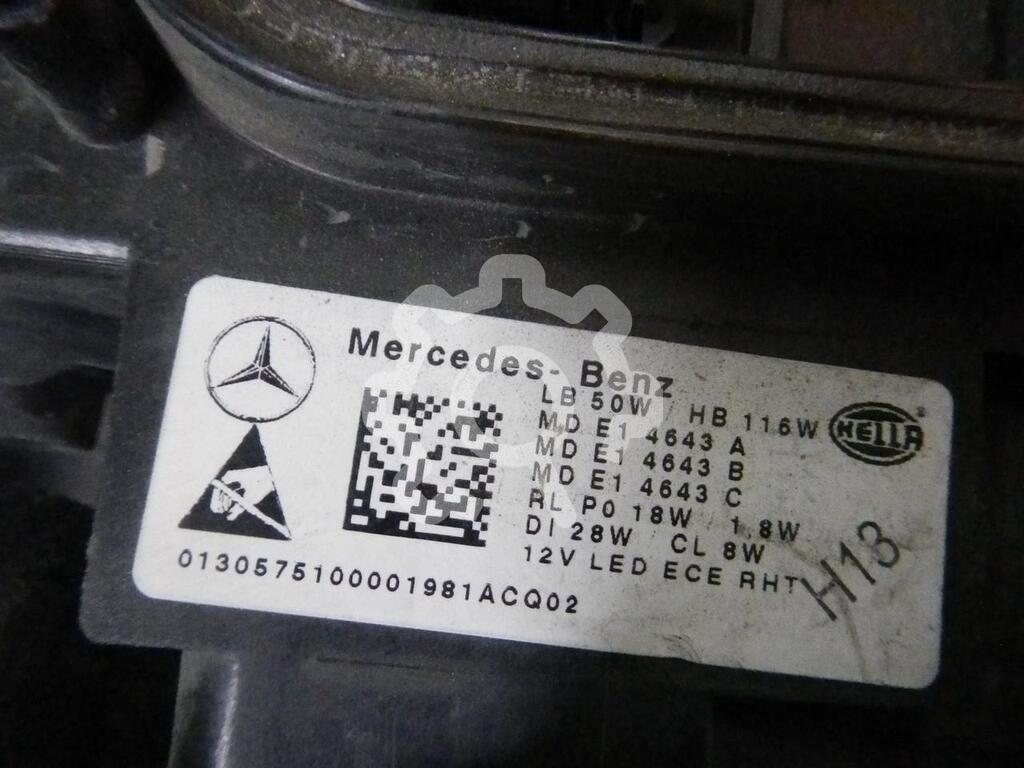 Mercedes-Benz
LB 50W / HB 116W
HELLA
®
MD E1 4643 A
MD E1 4643 B
MD E1 4643 C
RL P0 18W / 1.8W
DI 28W / CL 8W
12V LED ECE RHT
H13
0130575100001981ACQ02